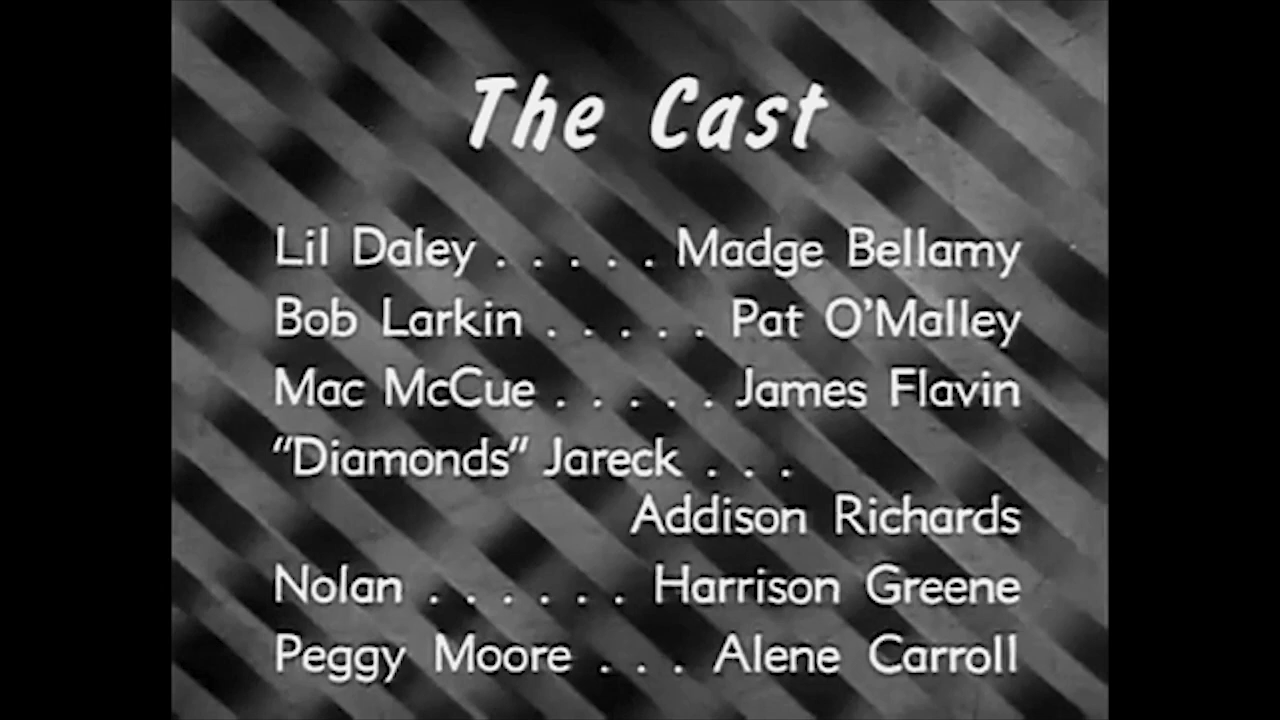 The Cast
Lil Daley . . . . . Madge Bellamy
Bob Larkin . . . . . Pat O'Malley
Mac McCue . . . . . James Flavin
"Diamonds" Jareck . . .
Addison Richards
Nolan . . . . . . Harrison Greene
Peggy Moore . . . Alene Carroll